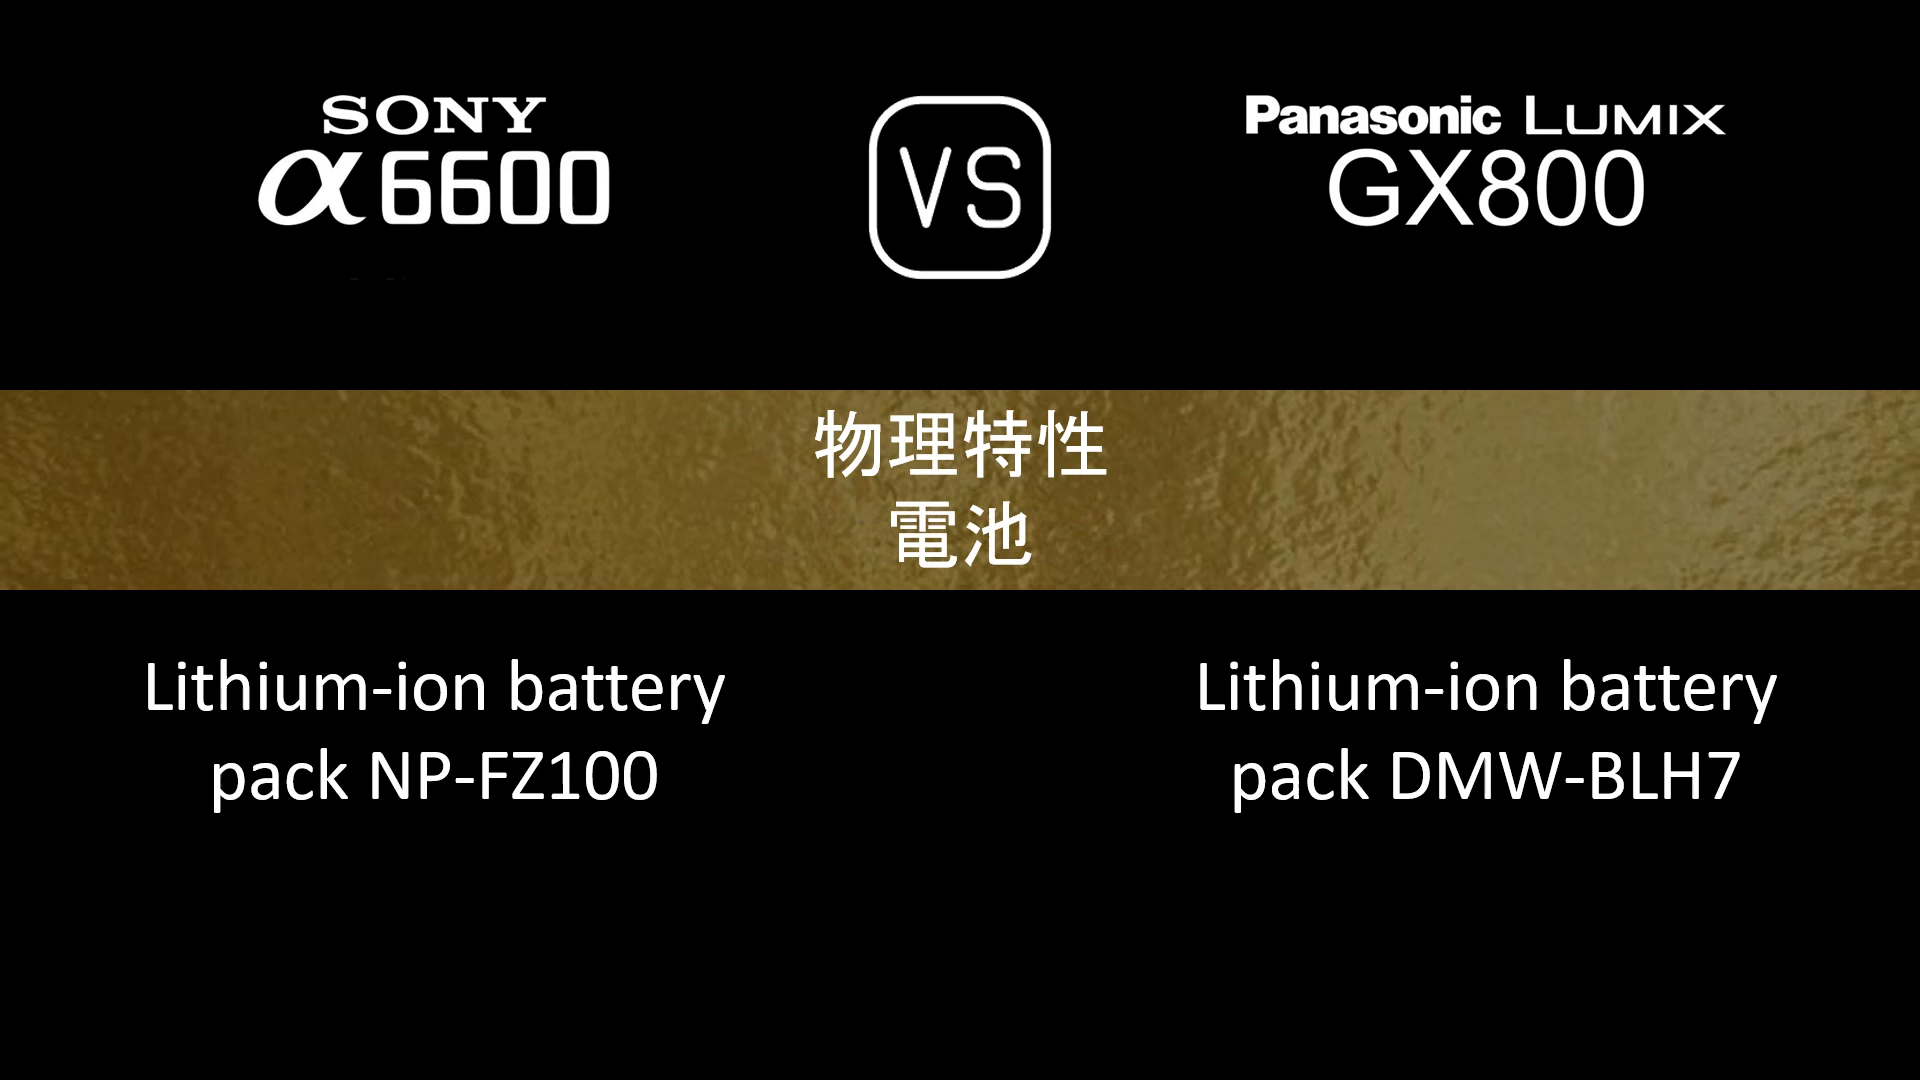 SONY
α6600
VS
Panasonic LUMIX
GX800
物理特性
電池
Lithium-ion battery
pack NP-FZ100
Lithium-ion battery
pack DMW-BLH7